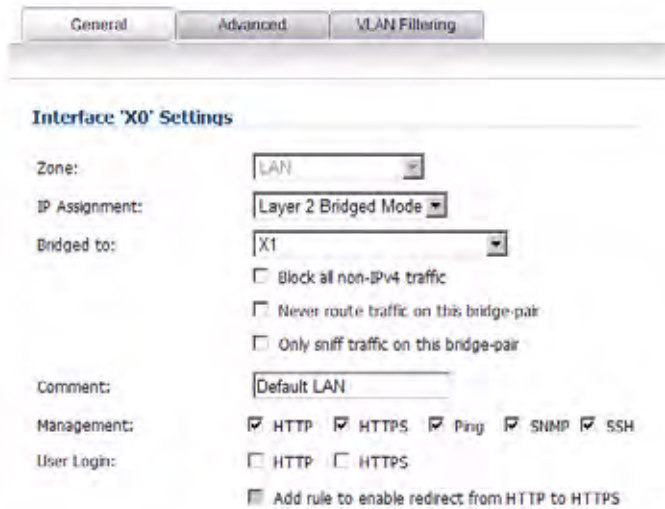 General Advanced VLAN Filtering
Interface 'X0' Settings
Zone: LAN
IP Assignment: Layer 2 Bridged Mode
Bridged to: X1
Block all non-IPv4 traffic
Never route traffic on this bridge-pair
Only sniff traffic on this bridge-pair
Comment: Default LAN
Management: HTTP HTTPS Ping SNMP SSH
User Login: HTTP HTTPS
Add rule to enable redirect from HTTP to HTTPS